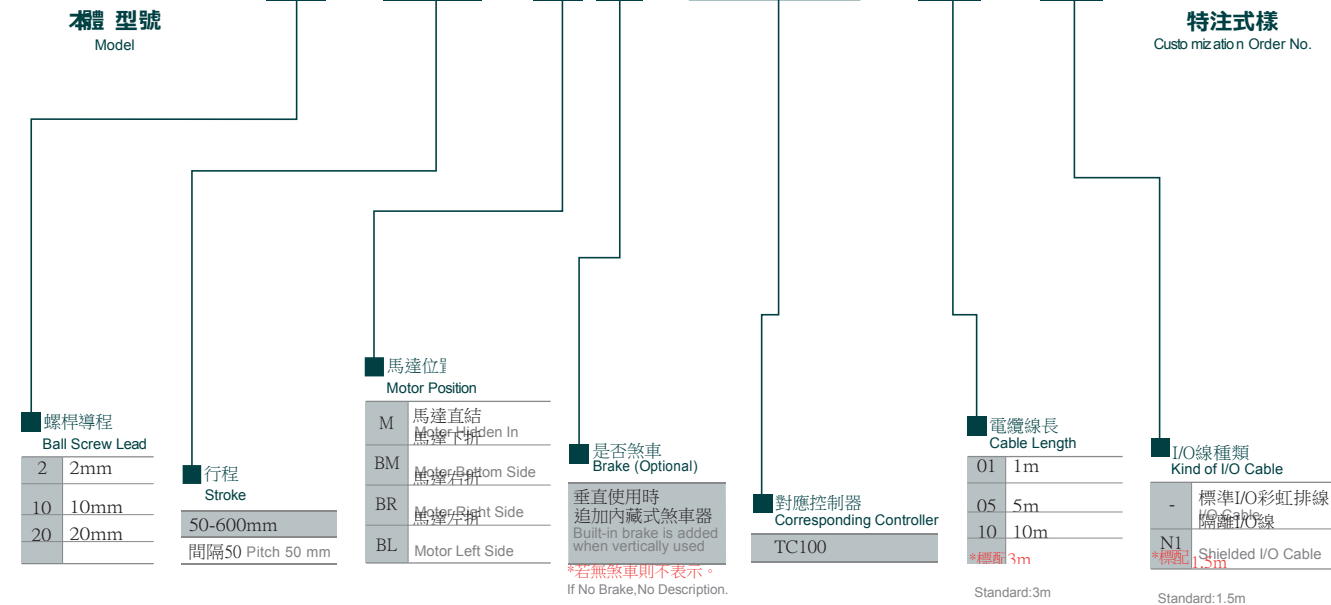 本體 型號
Model
特注式樣
Customization Order No.
螺桿導程
Ball Screw Lead
2 2mm
10 10mm
20 20mm
行程
Stroke
50-600mm
間隔50 Pitch 50 mm
馬達位置
Motor Position
M 馬達直結
Motor Hidden In
馬達下折
BM Motor Bottom Side
馬達右折
BR Motor Right Side
馬達左折
BL Motor Left Side
是否煞車
Brake (Optional)
垂直使用時
追加內藏式煞車器
Built-in brake is added
when vertically used
*若無煞車則不表示。
If No Brake,No Description.
對應控制器
Corresponding Controller
TC100
電纜線長
Cable Length
01 1m
05 5m
10 10m
*標配3m
Standard:3m
I/O線種類
Kind of I/O Cable
- 標準I/O彩虹排線
I/O Cable
隔離I/O線
N1 Shielded I/O Cable
*標配1.5m
Standard:1.5m